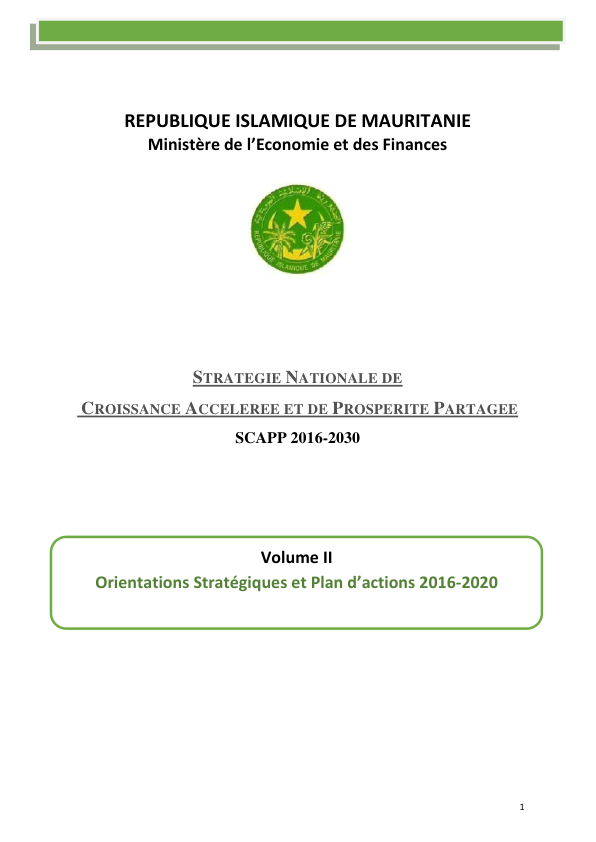 REPUBLIQUE ISLAMIQUE DE MAURITANIE
Ministère de l'Economie et des Finances
REPUBLIQUE ISLAMIQUE DE MAURITANIE
STRATEGIE NATIONALE DE
CROISSANCE ACCELEREE ET DE PROSPERITE PARTAGEE
SCAPP 2016-2030
Volume II
Orientations Stratégiques et Plan d'actions 2016-2020
1